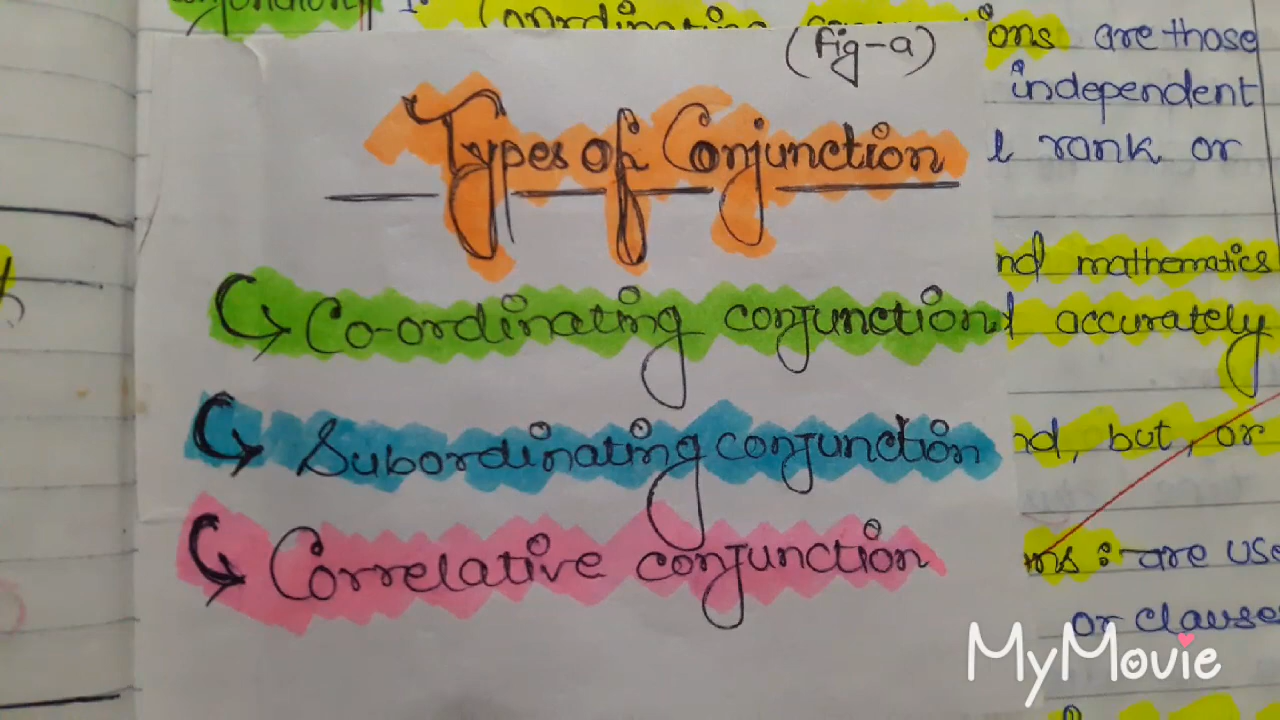 (fig-a)
Types of Conjunction
Co-ordinating conjunction
Subordinating conjunction
Correlative conjunction
ons are those
independent
rank or
nd mathematics
accurately
nd, but, or
ns :- are use
or clause
MyMovie